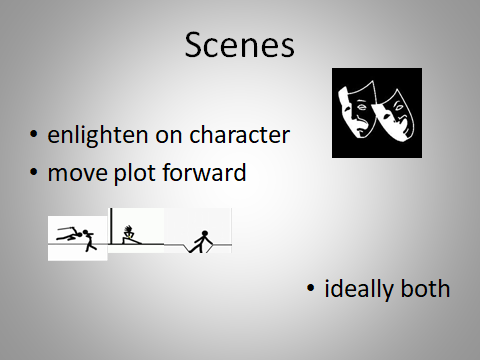 Scenes
• enlighten on character
• move plot forward
• ideally both